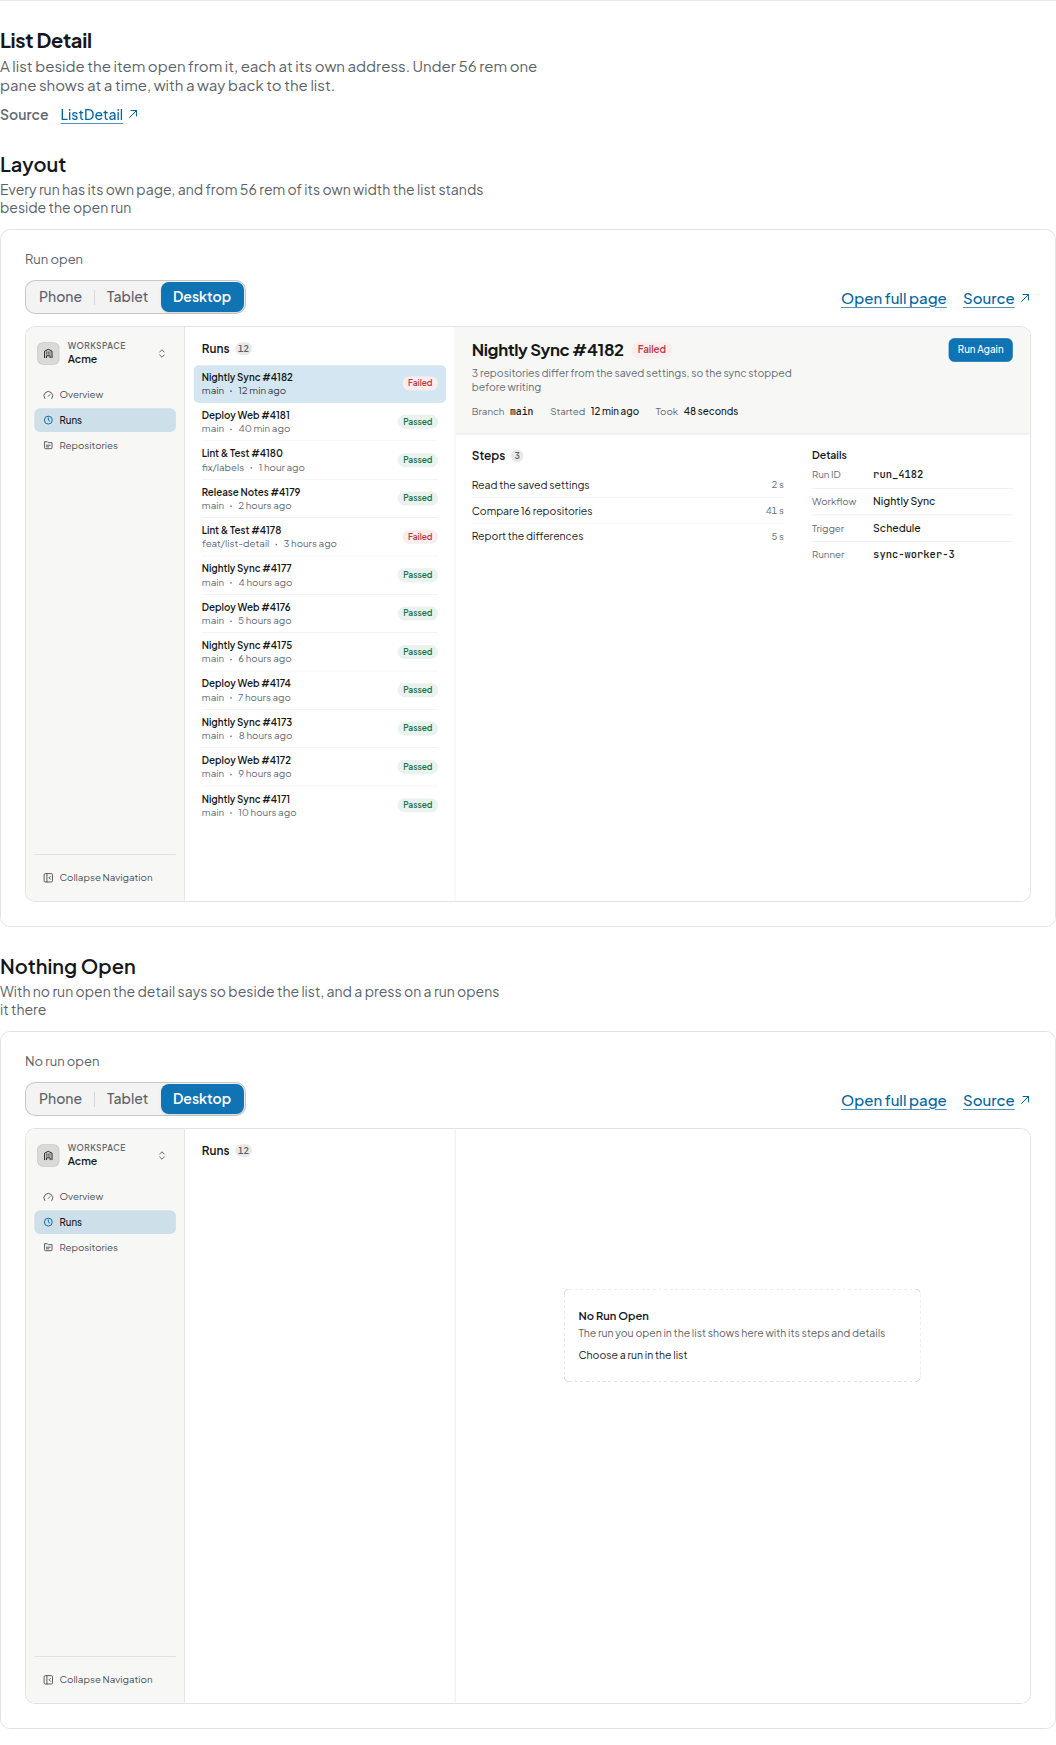 List Detail
A list beside the item open from it, each at its own address. Under 56 rem one
pane shows at a time, with a way back to the list.
Source ListDetail
Layout
Every run has its own page, and from 56 rem of its own width the list stands
beside the open run
Run open
Phone Tablet Desktop
Open full page Source
WORKSPACE
Acme
Overview
Runs
Repositories
Collapse Navigation
Runs 12
Nightly Sync #4182
main · 12 min ago
Failed
Deploy Web #4181
main · 40 min ago
Passed
Lint & Test #4180
fix/labels · 1 hour ago
Passed
Release Notes #4179
main · 2 hours ago
Passed
Lint & Test #4178
feat/list-detail · 3 hours ago
Failed
Nightly Sync #4177
main · 4 hours ago
Passed
Deploy Web #4176
main · 5 hours ago
Passed
Nightly Sync #4175
main · 6 hours ago
Passed
Deploy Web #4174
main · 7 hours ago
Passed
Nightly Sync #4173
main · 8 hours ago
Passed
Deploy Web #4172
main · 9 hours ago
Passed
Nightly Sync #4171
main · 10 hours ago
Passed
Nightly Sync #4182 Failed
Run Again
3 repositories differ from the saved settings, so the sync stopped
before writing
Branch main Started 12 min ago Took 48 seconds
Steps 3
Read the saved settings 2 s
Compare 16 repositories 41 s
Report the differences 5 s
Details
Run ID run_4182
Workflow Nightly Sync
Trigger Schedule
Runner sync-worker-3
Nothing Open
With no run open the detail says so beside the list, and a press on a run opens
it there
No run open
Phone Tablet Desktop
Open full page Source
WORKSPACE
Acme
Overview
Runs
Repositories
Collapse Navigation
Runs 12
No Run Open
The run you open in the list shows here with its steps and details
Choose a run in the list